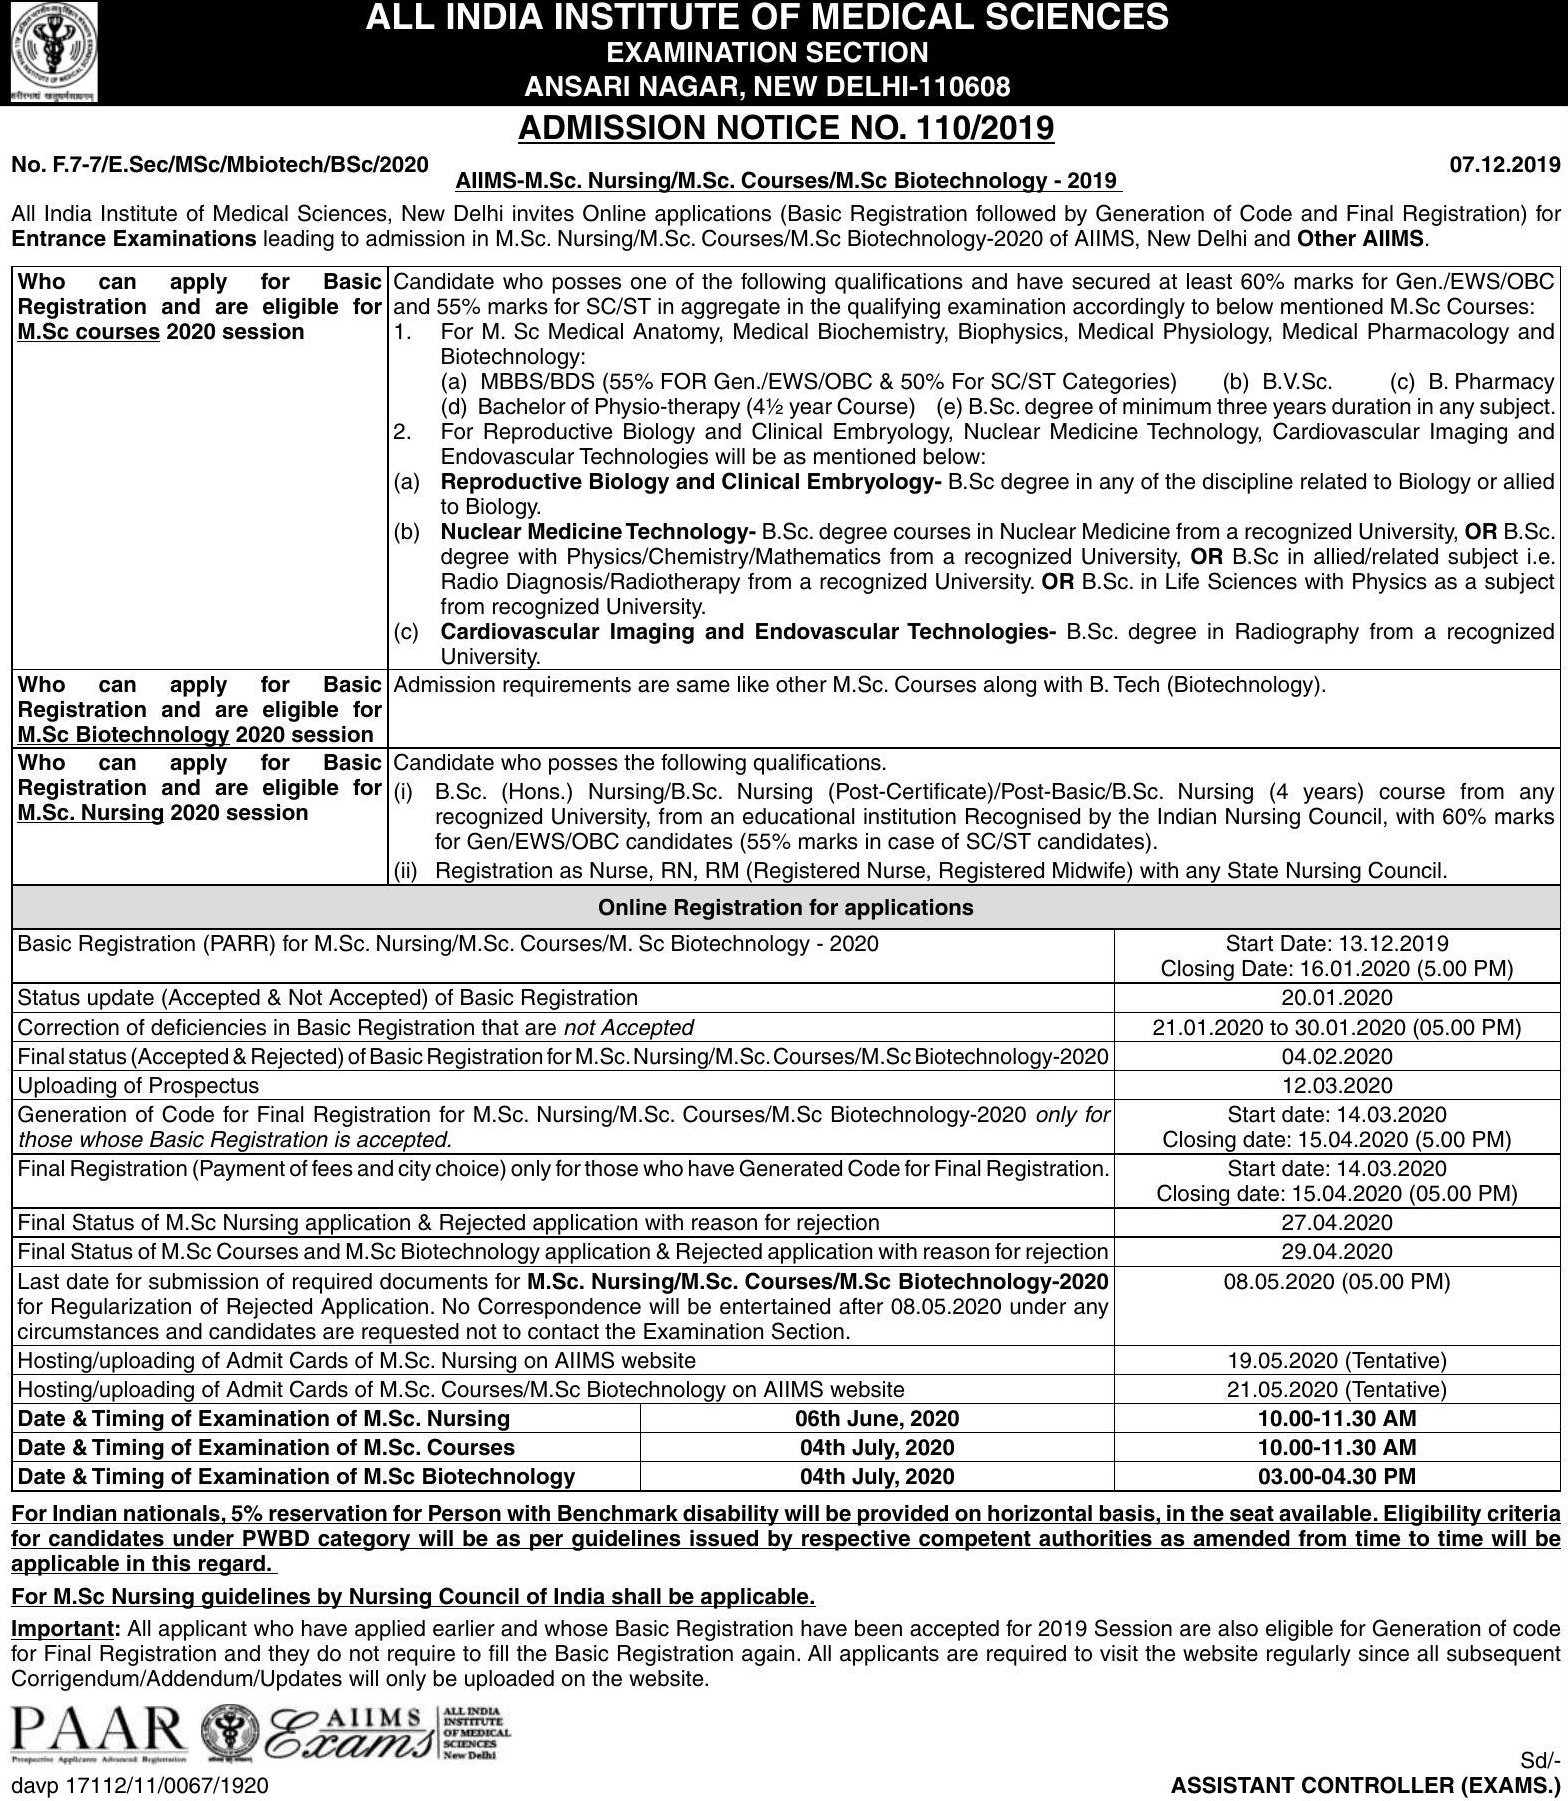 ALL INDIA INSTITUTE OF MEDICAL SCIENCES
EXAMINATION SECTION
ANSARI NAGAR, NEW DELHI-110608
ADMISSION NOTICE NO. 110/2019
No. F.7-7/E.Sec/MSc/Mbiotech/BSc/2020
07.12.2019
AIIMS-M.Sc. Nursing/M.Sc. Courses/M.Sc Biotechnology - 2019
All India Institute of Medical Sciences, New Delhi invites Online applications (Basic Registration followed by Generation of Code and Final Registration) for
Entrance Examinations leading to admission in M.Sc. Nursing/M.Sc. Courses/M.Sc Biotechnology-2020 of AIIMS, New Delhi and Other AIIMS.
Who can apply for Basic
Registration and are eligible for
M.Sc courses 2020 session
Candidate who posses one of the following qualifications and have secured at least 60% marks for Gen./EWS/OBC
and 55% marks for SC/ST in aggregate in the qualifying examination accordingly to below mentioned M.Sc Courses:
1. For M. Sc Medical Anatomy, Medical Biochemistry, Biophysics, Medical Physiology, Medical Pharmacology and
Biotechnology:
(a) MBBS/BDS (55% FOR Gen./EWS/OBC & 50% For SC/ST Categories) (b) B.V.Sc. (c) B. Pharmacy
(d) Bachelor of Physio-therapy (4½ year Course) (e) B.Sc. degree of minimum three years duration in any subject.
2. For Reproductive Biology and Clinical Embryology, Nuclear Medicine Technology, Cardiovascular Imaging and
Endovascular Technologies will be as mentioned below:
(a) Reproductive Biology and Clinical Embryology- B.Sc degree in any of the discipline related to Biology or allied
to Biology.
(b) Nuclear Medicine Technology- B.Sc. degree courses in Nuclear Medicine from a recognized University, OR B.Sc.
degree with Physics/Chemistry/Mathematics from a recognized University, OR B.Sc in allied/related subject i.e.
Radio Diagnosis/Radiotherapy from a recognized University. OR B.Sc. in Life Sciences with Physics as a subject
from recognized University.
(c) Cardiovascular Imaging and Endovascular Technologies- B.Sc. degree in Radiography from a recognized
University.
Who can apply for Basic
Registration and are eligible for
M.Sc Biotechnology 2020 session
Admission requirements are same like other M.Sc. Courses along with B. Tech (Biotechnology).
Who can apply for Basic
Registration and are eligible for
M.Sc. Nursing 2020 session
Candidate who posses the following qualifications.
(i) B.Sc. (Hons.) Nursing/B.Sc. Nursing (Post-Certificate)/Post-Basic/B.Sc. Nursing (4 years) course from any
recognized University, from an educational institution Recognised by the Indian Nursing Council, with 60% marks
for Gen/EWS/OBC candidates (55% marks in case of SC/ST candidates).
(ii) Registration as Nurse, RN, RM (Registered Nurse, Registered Midwife) with any State Nursing Council.
Online Registration for applications
Basic Registration (PARR) for M.Sc. Nursing/M.Sc. Courses/M. Sc Biotechnology - 2020
Start Date: 13.12.2019
Closing Date: 16.01.2020 (5.00 PM)
Status update (Accepted & Not Accepted) of Basic Registration
20.01.2020
Correction of deficiencies in Basic Registration that are not Accepted
21.01.2020 to 30.01.2020 (05.00 PM)
Final status (Accepted & Rejected) of Basic Registration for M.Sc. Nursing/M.Sc. Courses/M.Sc Biotechnology-2020
04.02.2020
Uploading of Prospectus
12.03.2020
Generation of Code for Final Registration for M.Sc. Nursing/M.Sc. Courses/M.Sc Biotechnology-2020 only for
those whose Basic Registration is accepted.
Start date: 14.03.2020
Closing date: 15.04.2020 (5.00 PM)
Final Registration (Payment of fees and city choice) only for those who have Generated Code for Final Registration.
Start date: 14.03.2020
Closing date: 15.04.2020 (05.00 PM)
Final Status of M.Sc Nursing application & Rejected application with reason for rejection
27.04.2020
Final Status of M.Sc Courses and M.Sc Biotechnology application & Rejected application with reason for rejection
29.04.2020
Last date for submission of required documents for M.Sc. Nursing/M.Sc. Courses/M.Sc Biotechnology-2020
for Regularization of Rejected Application. No Correspondence will be entertained after 08.05.2020 under any
circumstances and candidates are requested not to contact the Examination Section.
08.05.2020 (05.00 PM)
Hosting/uploading of Admit Cards of M.Sc. Nursing on AIIMS website
19.05.2020 (Tentative)
Hosting/uploading of Admit Cards of M.Sc. Courses/M.Sc Biotechnology on AIIMS website
21.05.2020 (Tentative)
Date & Timing of Examination of M.Sc. Nursing 06th June, 2020 10.00-11.30 AM
Date & Timing of Examination of M.Sc. Courses 04th July, 2020 10.00-11.30 AM
Date & Timing of Examination of M.Sc Biotechnology 04th July, 2020 03.00-04.30 PM
For Indian nationals, 5% reservation for Person with Benchmark disability will be provided on horizontal basis, in the seat available. Eligibility criteria
for candidates under PWBD category will be as per guidelines issued by respective competent authorities as amended from time to time will be
applicable in this regard.
For M.Sc Nursing guidelines by Nursing Council of India shall be applicable.
Important: All applicant who have applied earlier and whose Basic Registration have been accepted for 2019 Session are also eligible for Generation of code
for Final Registration and they do not require to fill the Basic Registration again. All applicants are required to visit the website regularly since all subsequent
Corrigendum/Addendum/Updates will only be uploaded on the website.
PAAR
Prospective Applicants Advanced Registration
AIIMS
Exams
ALL INDIA
INSTITUTE
OF MEDICAL
SCIENCES
New Delhi
Sd/-
davp 17112/11/0067/1920
ASSISTANT CONTROLLER (EXAMS.)